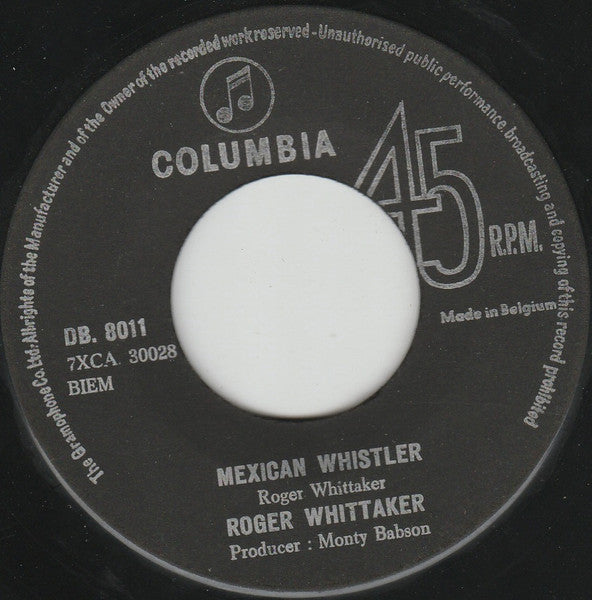 The Gramophone Co. Ltd. All rights of the Manufacturer and of the Owner of the recorded work reserved - Unauthorised public performance, broadcasting and copying of this record prohibited
COLUMBIA
45 R.P.M.
Made in Belgium
DB. 8011
7XCA. 30028
BIEM
MEXICAN WHISTLER
Roger Whittaker
ROGER WHITTAKER
Producer : Monty Babson